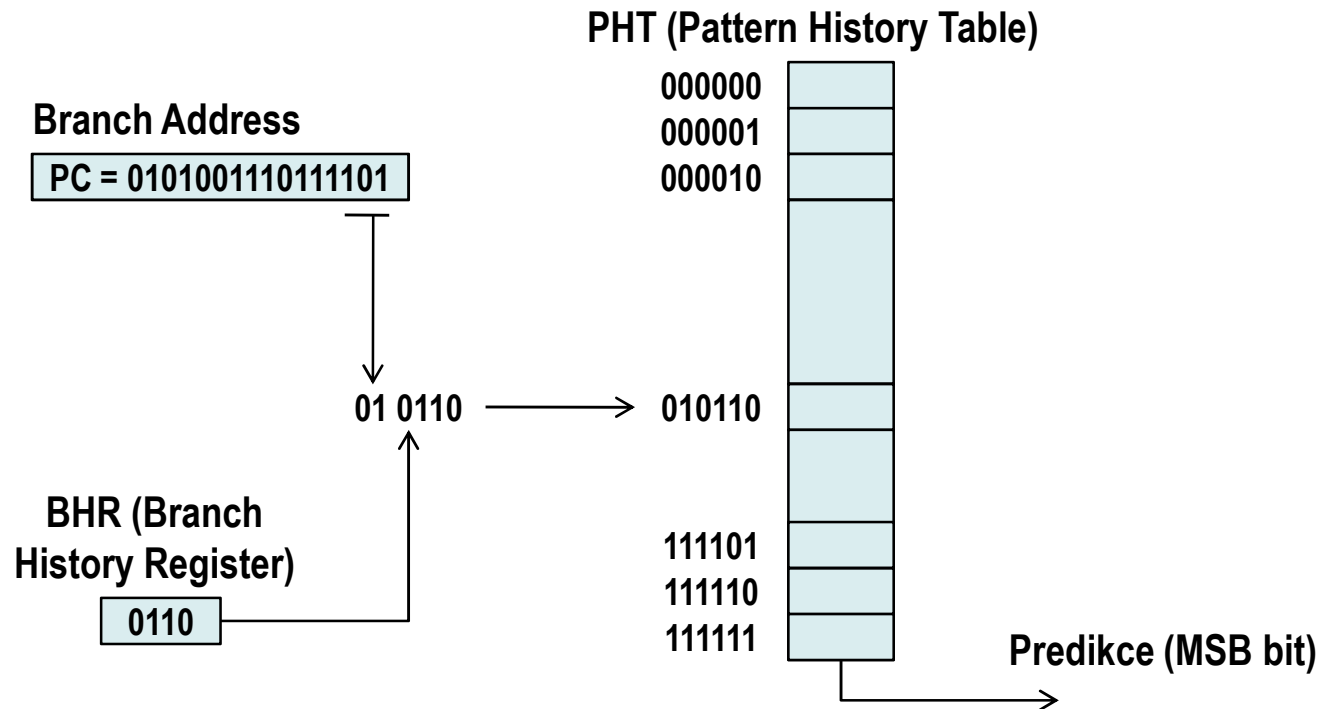 PHT (Pattern History Table)
000000
000001
000010
Branch Address
PC = 0101001110111101
01 0110
010110
BHR (Branch
History Register)
0110
111101
111110
111111
Predikce (MSB bit)